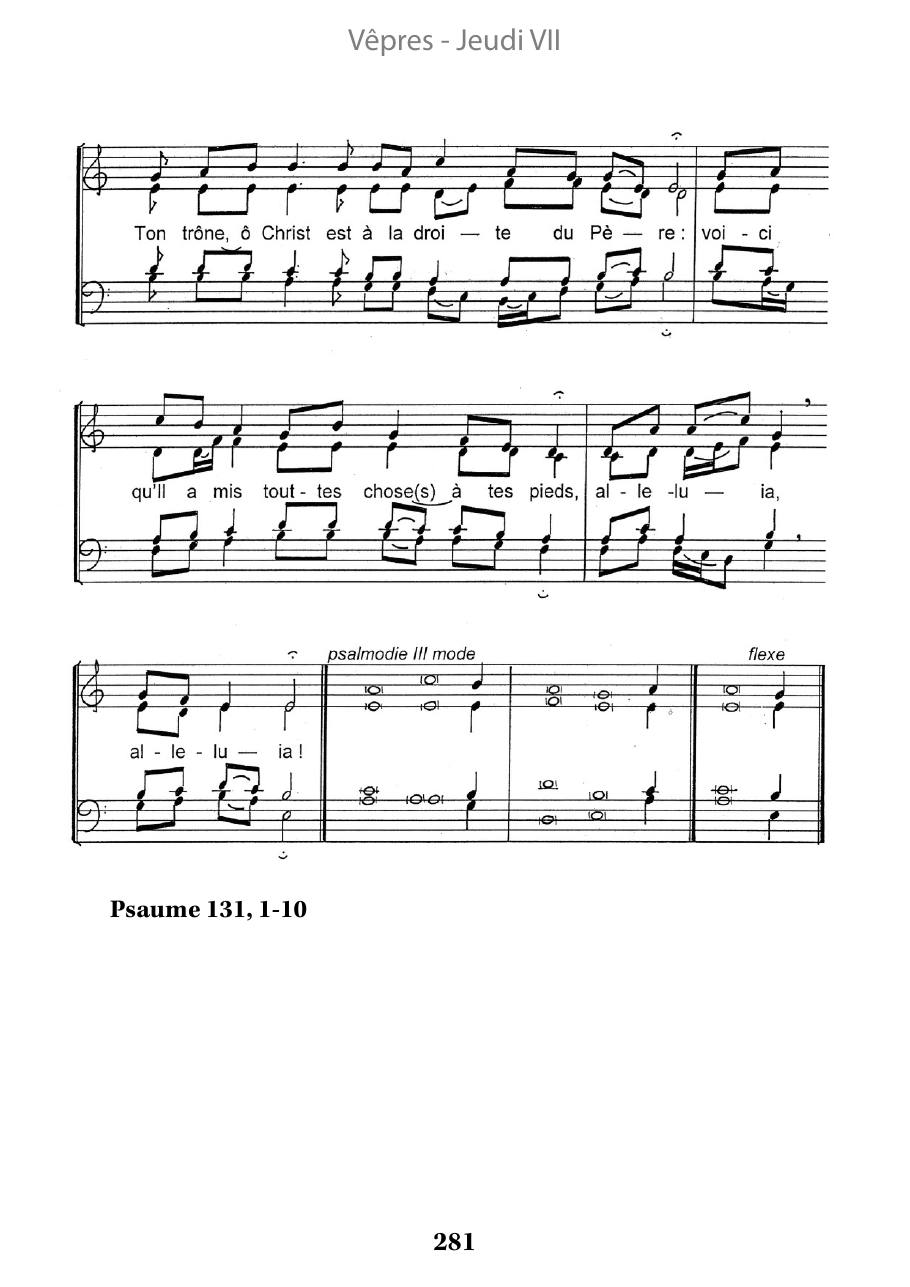 Vêpres - Jeudi VII
Ton trône, ô Christ est à la droi — te du Pè — re : voi - ci
qu'Il a mis tout - tes chose(s) à tes pieds, al - le -lu — ia,
psalmodie III mode flexe
al - le - lu — ia !
Psaume 131, 1-10
281